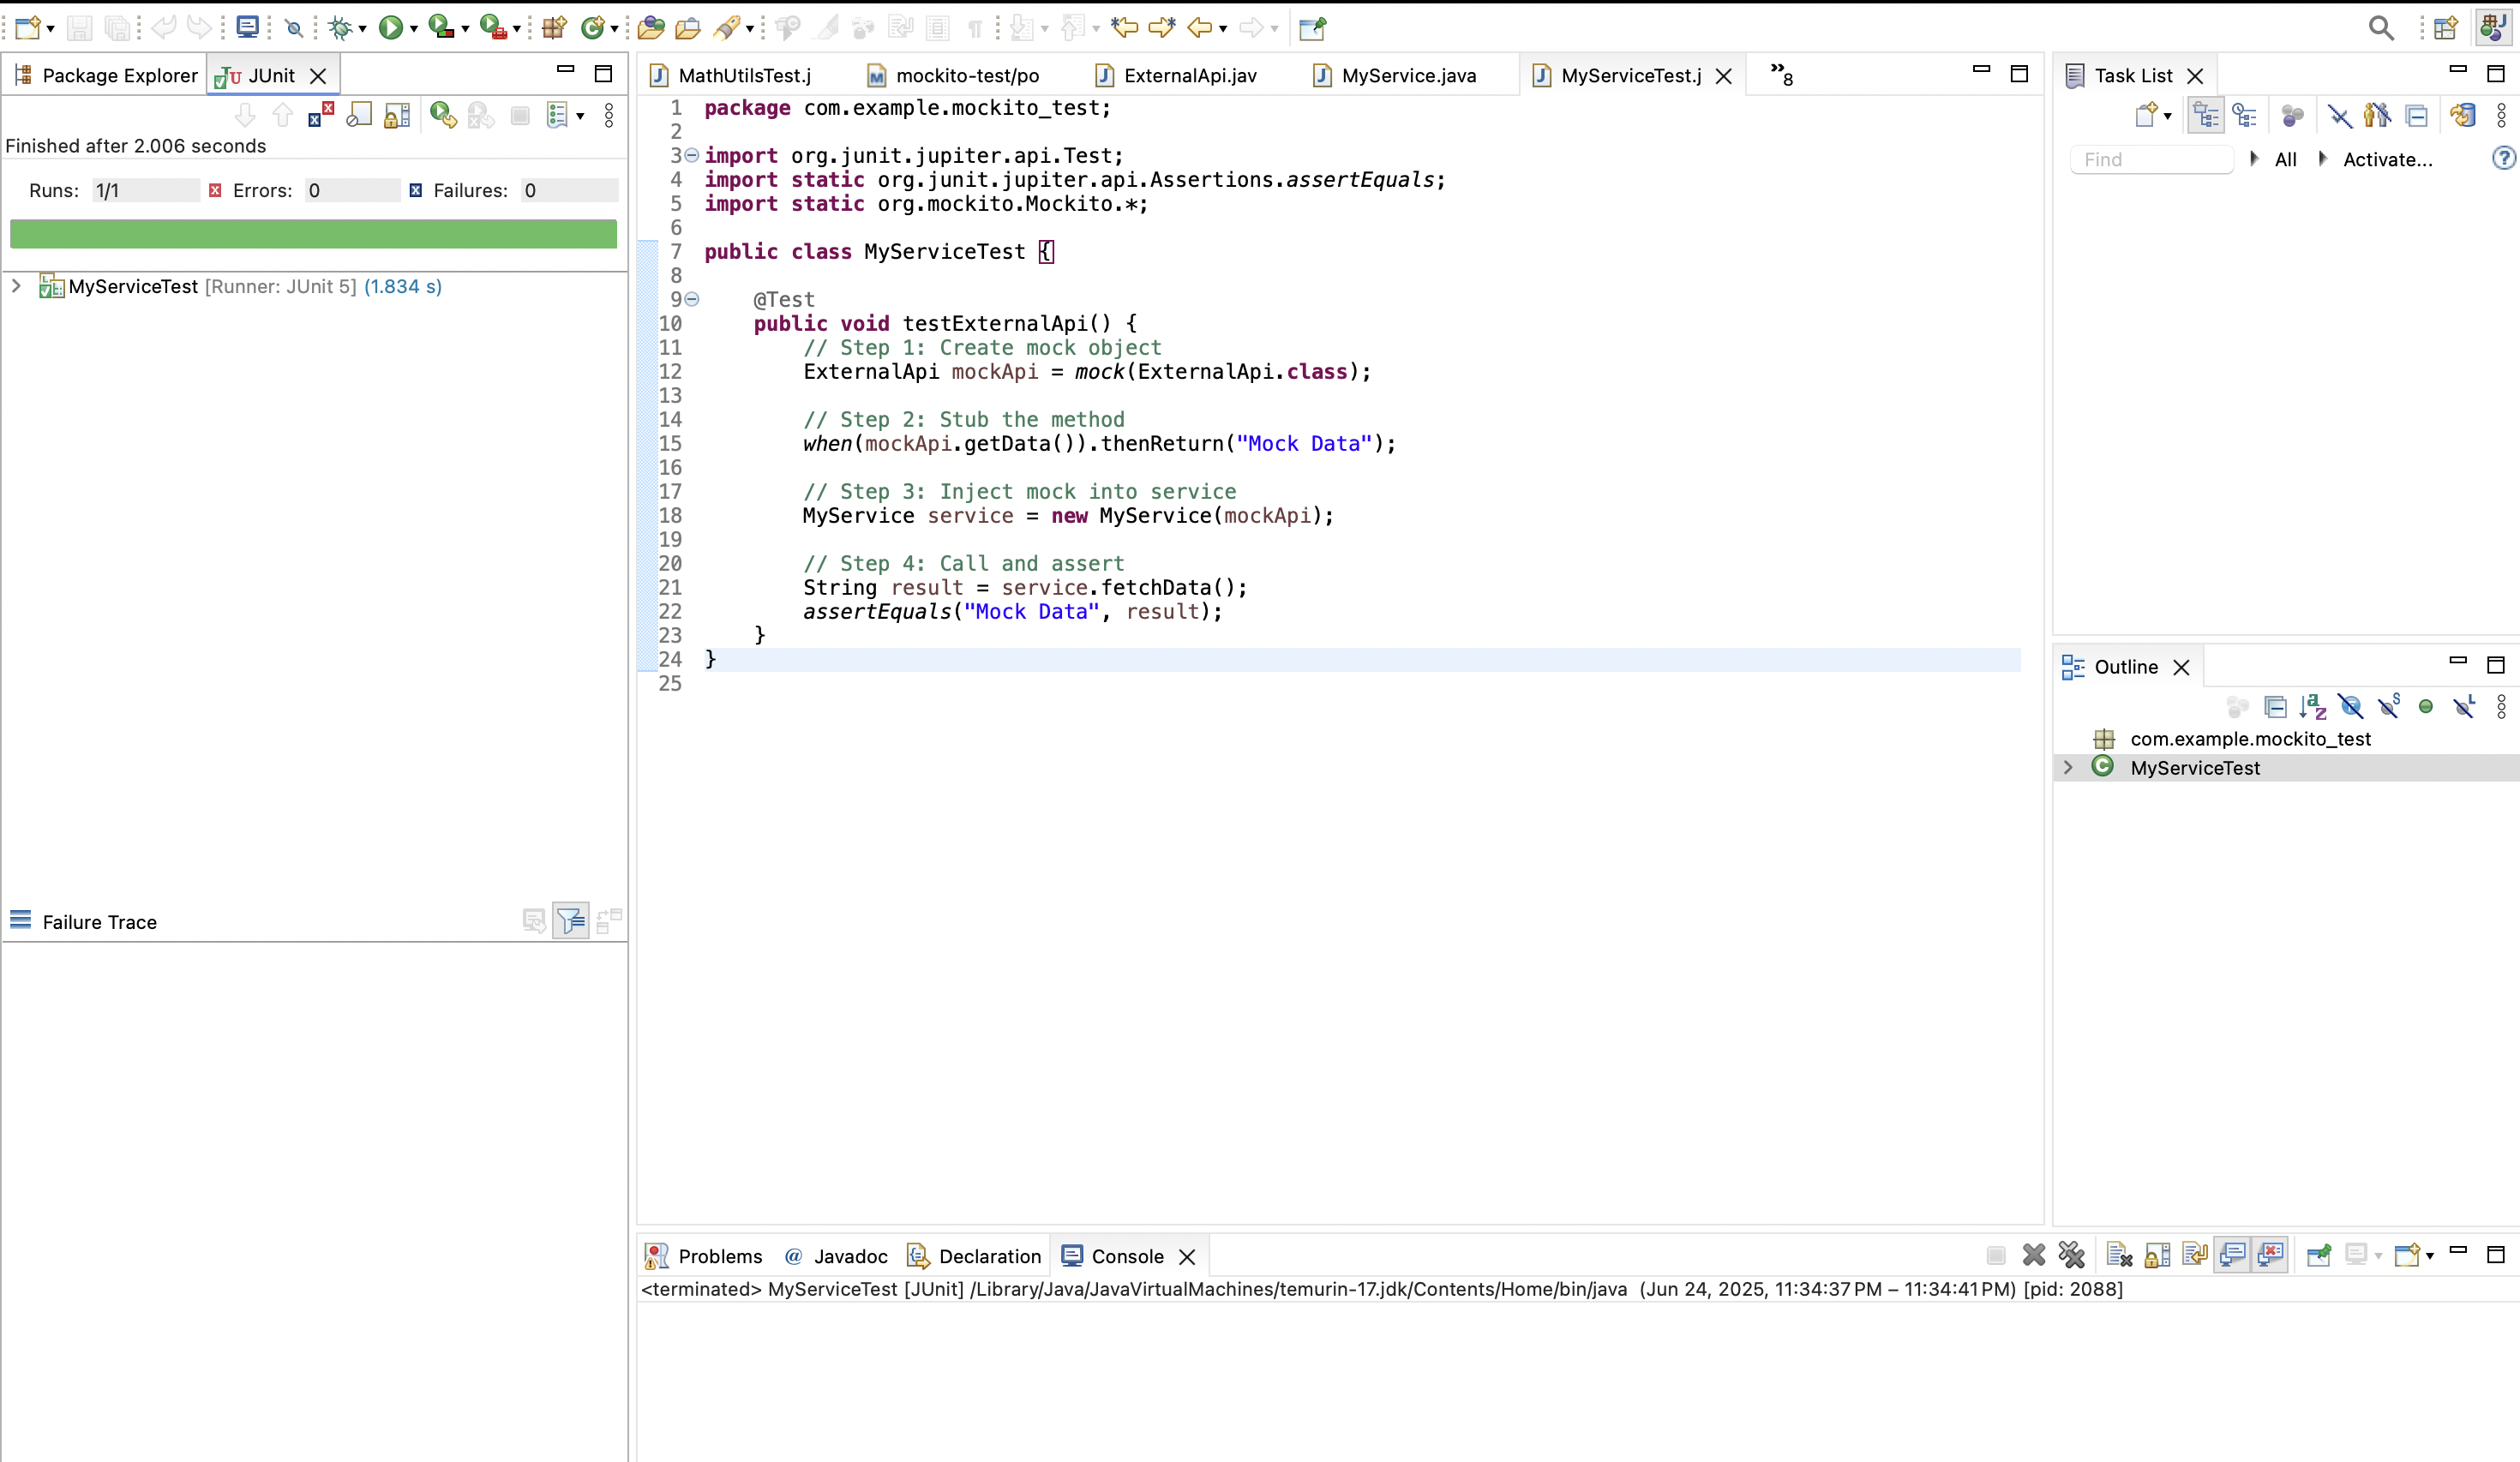 Package Explorer
JUnit
Finished after 2.006 seconds
Runs: 1/1 Errors: 0 Failures: 0
MyServiceTest [Runner: JUnit 5] (1.834 s)
Failure Trace
MathUtilsTest.j
mockito-test/po
ExternalApi.jav
MyService.java
MyServiceTest.j
»8
1 package com.example.mockito_test;
2
3 import org.junit.jupiter.api.Test;
4 import static org.junit.jupiter.api.Assertions.assertEquals;
5 import static org.mockito.Mockito.*;
6
7 public class MyServiceTest {
8
9 @Test
10 public void testExternalApi() {
11 // Step 1: Create mock object
12 ExternalApi mockApi = mock(ExternalApi.class);
13
14 // Step 2: Stub the method
15 when(mockApi.getData()).thenReturn("Mock Data");
16
17 // Step 3: Inject mock into service
18 MyService service = new MyService(mockApi);
19
20 // Step 4: Call and assert
21 String result = service.fetchData();
22 assertEquals("Mock Data", result);
23 }
24 }
25
Task List
Find
All
Activate...
Outline
com.example.mockito_test
MyServiceTest
Problems
@ Javadoc
Declaration
Console
<terminated> MyServiceTest [JUnit] /Library/Java/JavaVirtualMachines/temurin-17.jdk/Contents/Home/bin/java (Jun 24, 2025, 11:34:37 PM – 11:34:41 PM) [pid: 2088]